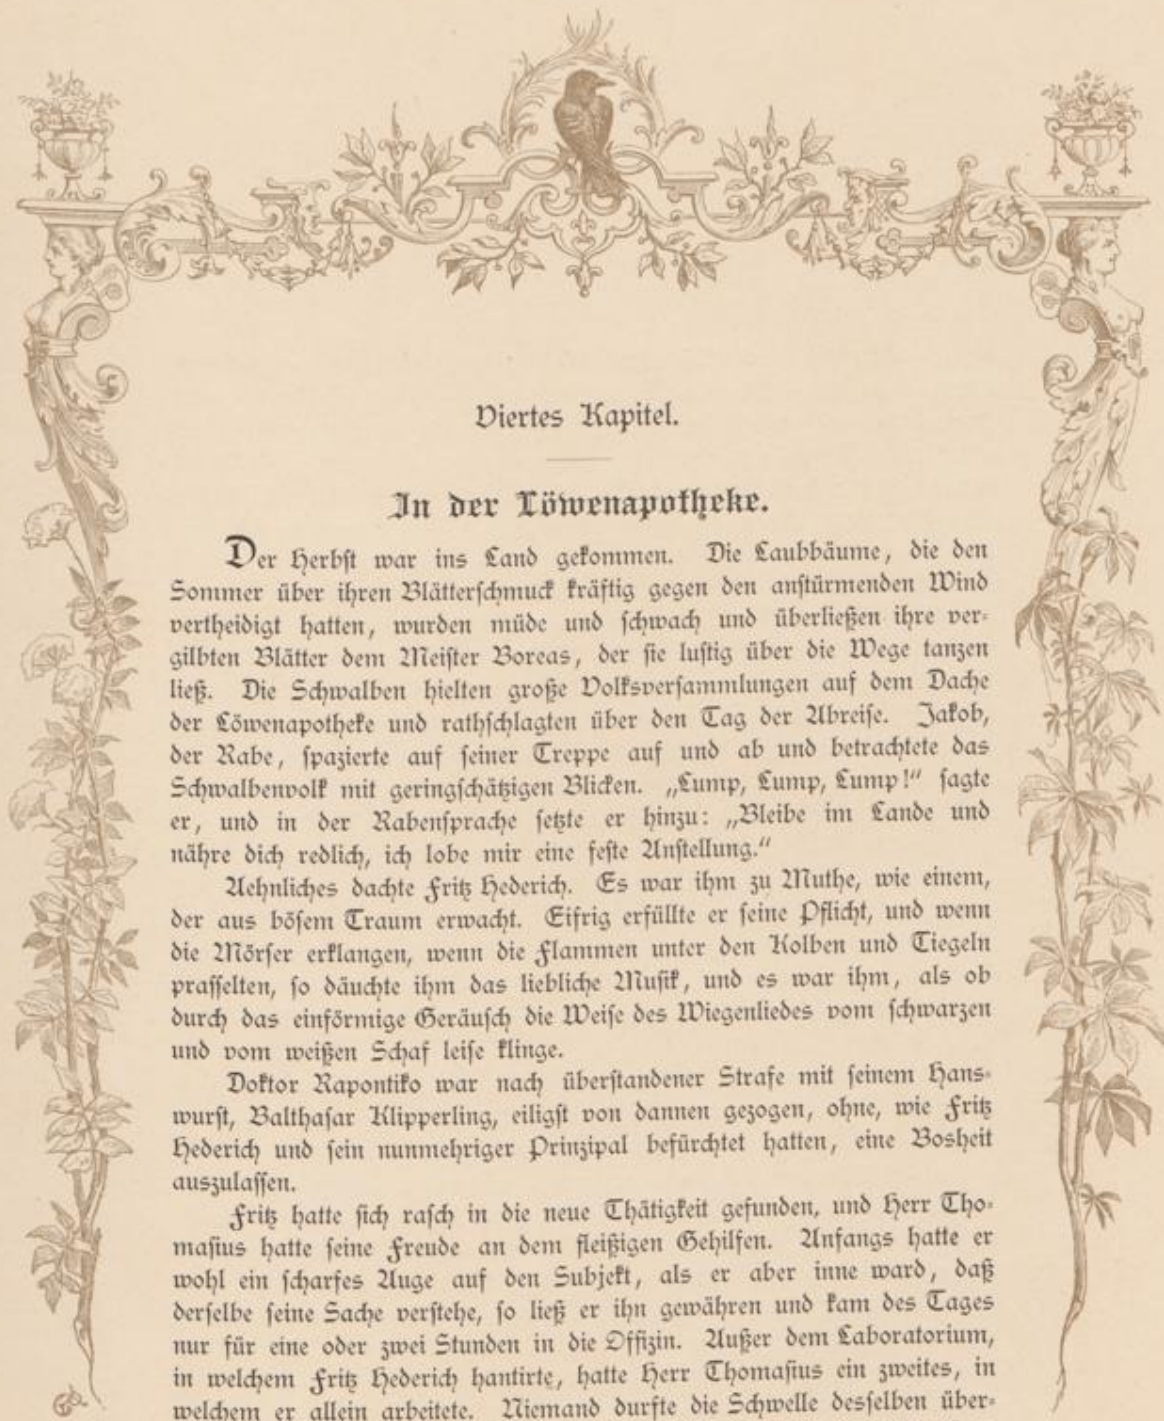 Viertes Kapitel.
In der Löwenapotheke.
Der Herbst war ins Land gekommen. Die Laubbäume, die den
Sommer über ihren Blätterschmuck kräftig gegen den anstürmenden Wind
vertheidigt hatten, wurden müde und schwach und überließen ihre ver-
gilbten Blätter dem Meister Boreas, der sie lustig über die Wege tanzen
ließ. Die Schwalben hielten große Volksversammlungen auf dem Dache
der Löwenapotheke und rathschlagten über den Tag der Abreise. Jakob,
der Rabe, spazierte auf seiner Treppe auf und ab und betrachtete das
Schwalbenvolk mit geringschätzigen Blicken. „Lump, Lump, Lump!“ sagte
er, und in der Rabensprache setzte er hinzu: „Bleibe im Lande und
nähre dich redlich, ich lobe mir eine feste Anstellung.“
Aehnliches dachte Fritz Hederich. Es war ihm zu Muthe, wie einem,
der aus bösem Traum erwacht. Eifrig erfüllte er seine Pflicht, und wenn
die Mörser erklangen, wenn die Flammen unter den Kolben und Tiegeln
prasselten, so däuchte ihm das liebliche Musik, und es war ihm, als ob
durch das einförmige Geräusch die Weise des Wiegenliedes vom schwarzen
und vom weißen Schaf leise klinge.
Doktor Rapontiko war nach überstandener Strafe mit seinem Hans-
wurst, Balthasar Klipperling, eiligst von dannen gezogen, ohne, wie Fritz
Hederich und sein nunmehriger Prinzipal befürchtet hatten, eine Bosheit
auszulassen.
Fritz hatte sich rasch in die neue Thätigkeit gefunden, und Herr Tho-
masius hatte seine Freude an dem fleißigen Gehilfen. Anfangs hatte er
wohl ein scharfes Auge auf den Subjekt, als er aber inne ward, daß
derselbe seine Sache verstehe, so ließ er ihn gewähren und kam des Tages
nur für eine oder zwei Stunden in die Offizin. Außer dem Laboratorium,
in welchem Fritz Hederich hantirte, hatte Herr Thomasius ein zweites, in
welchem er allein arbeitete. Niemand durfte die Schwelle desselben über-